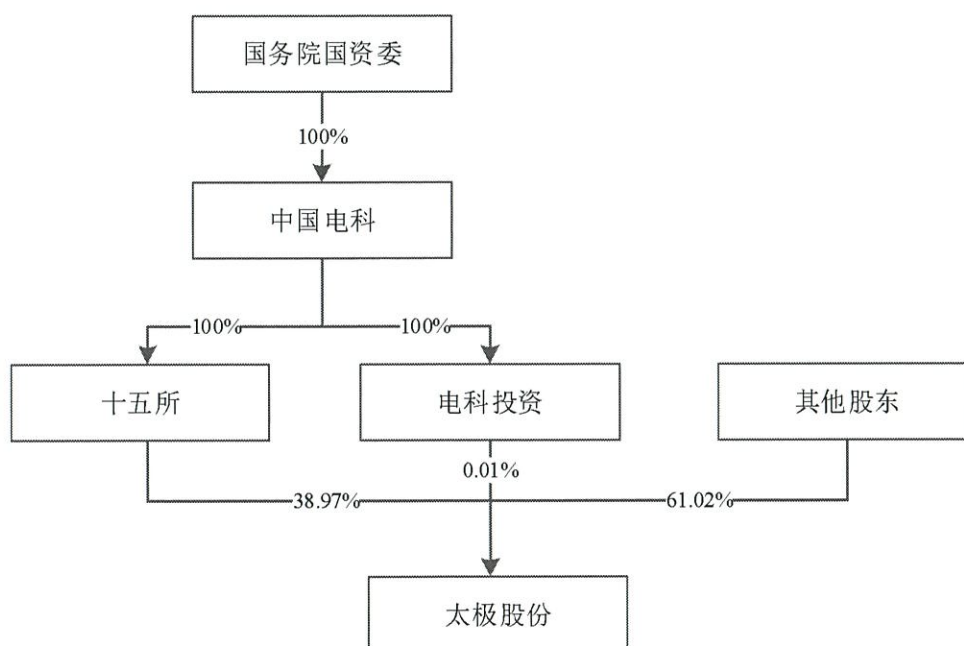 国务院国资委
100%
中国电科
100%
100%
十五所
电科投资
其他股东
0.01%
38.97%
61.02%
太极股份